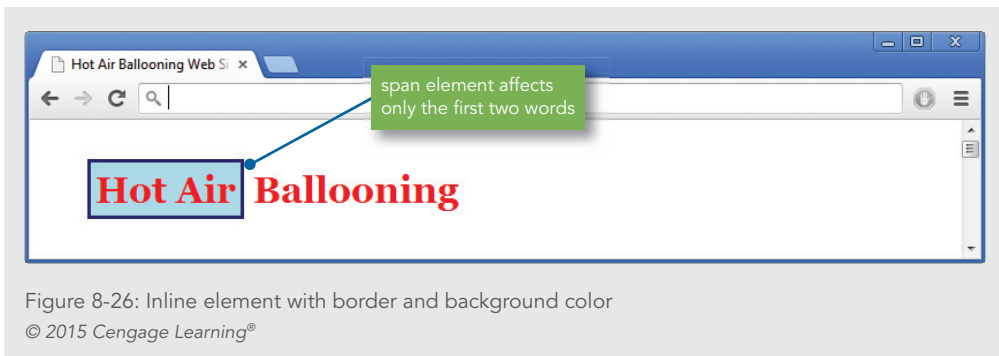 Hot Air Ballooning Web Si
span element affects
only the first two words
Hot Air Ballooning
Figure 8-26: Inline element with border and background color
© 2015 Cengage Learning®